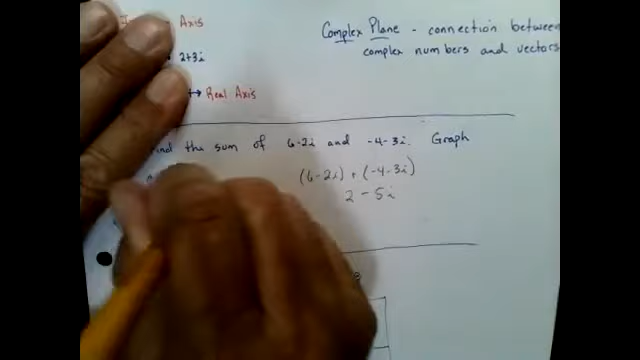 Axis
Complex Plane - connection between
complex numbers and vectors
2+3i
Real Axis
the sum of 6-2i and -4-3i. Graph
(6-2i) + (-4-3i)
2 - 5i